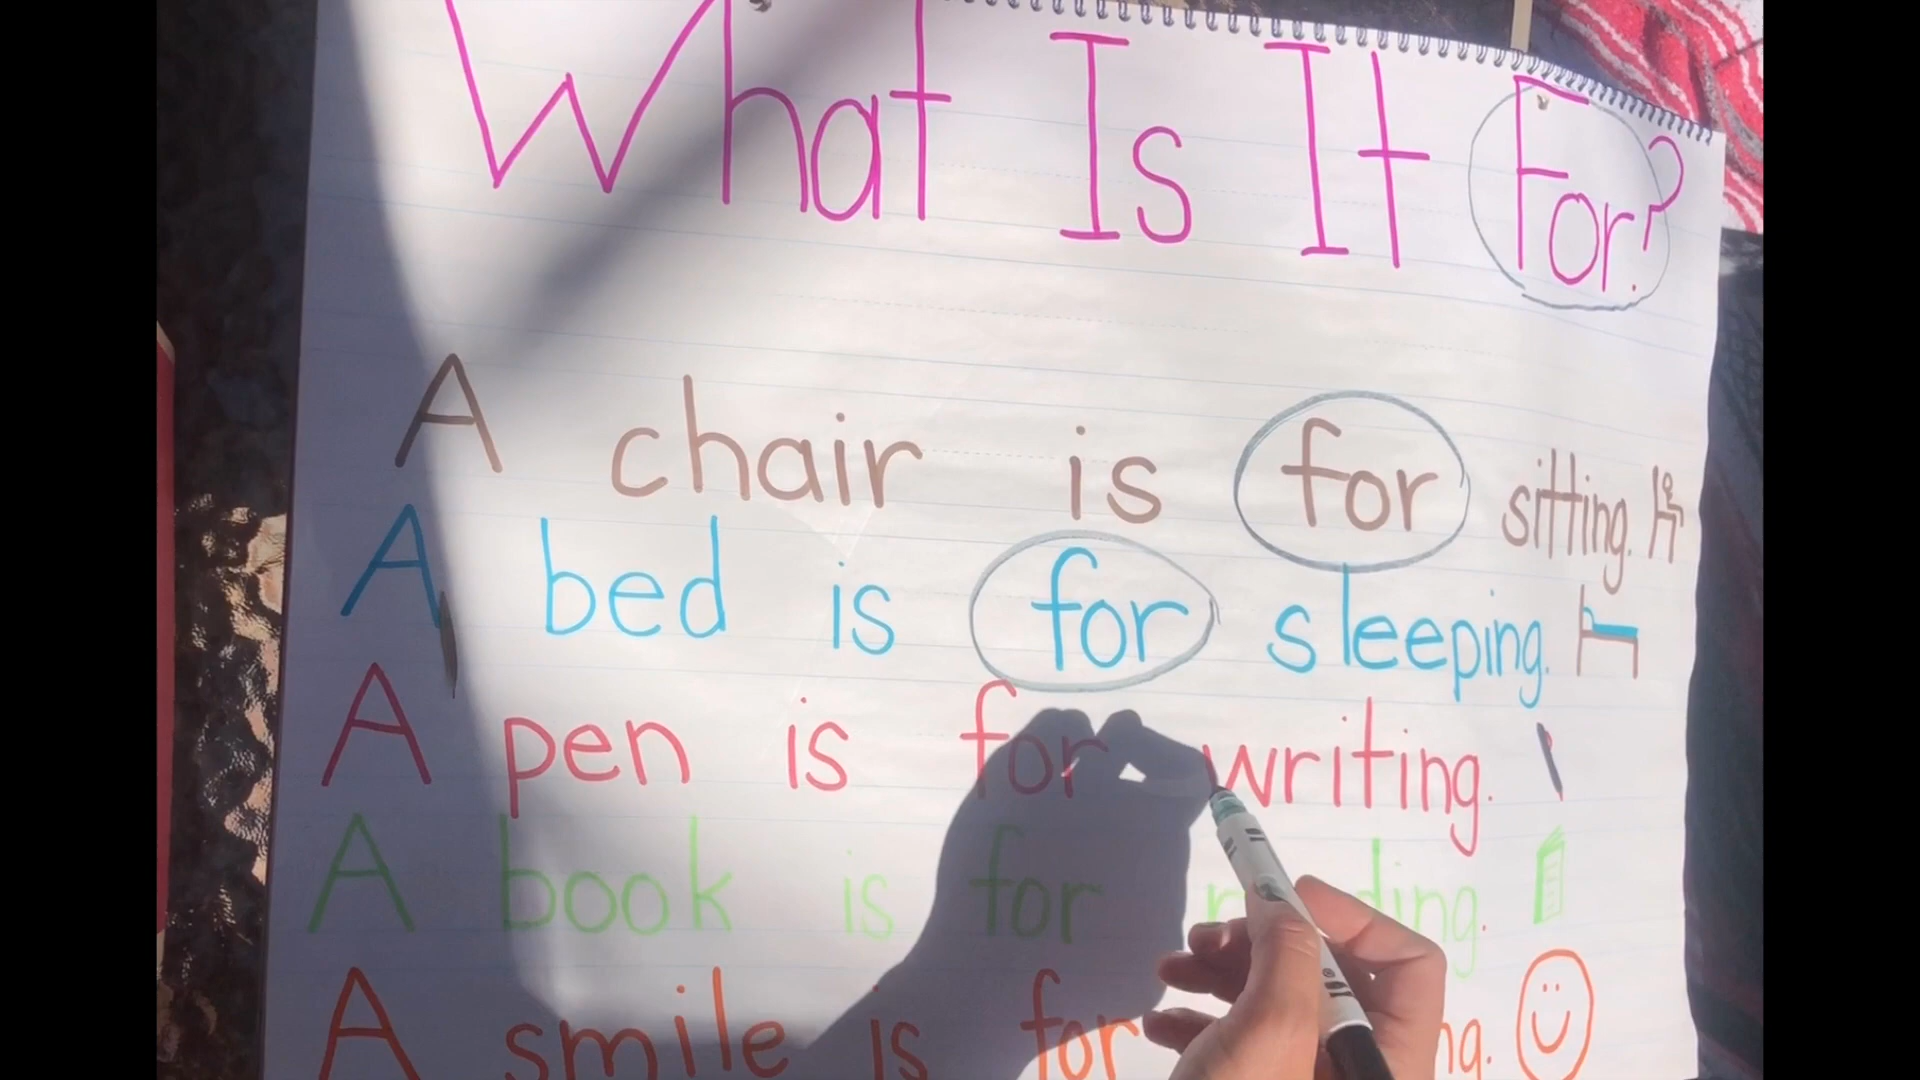 What Is It For?
A chair is for sitting.
A bed is for sleeping.
A pen is for writing.
A book is for
A smile is for